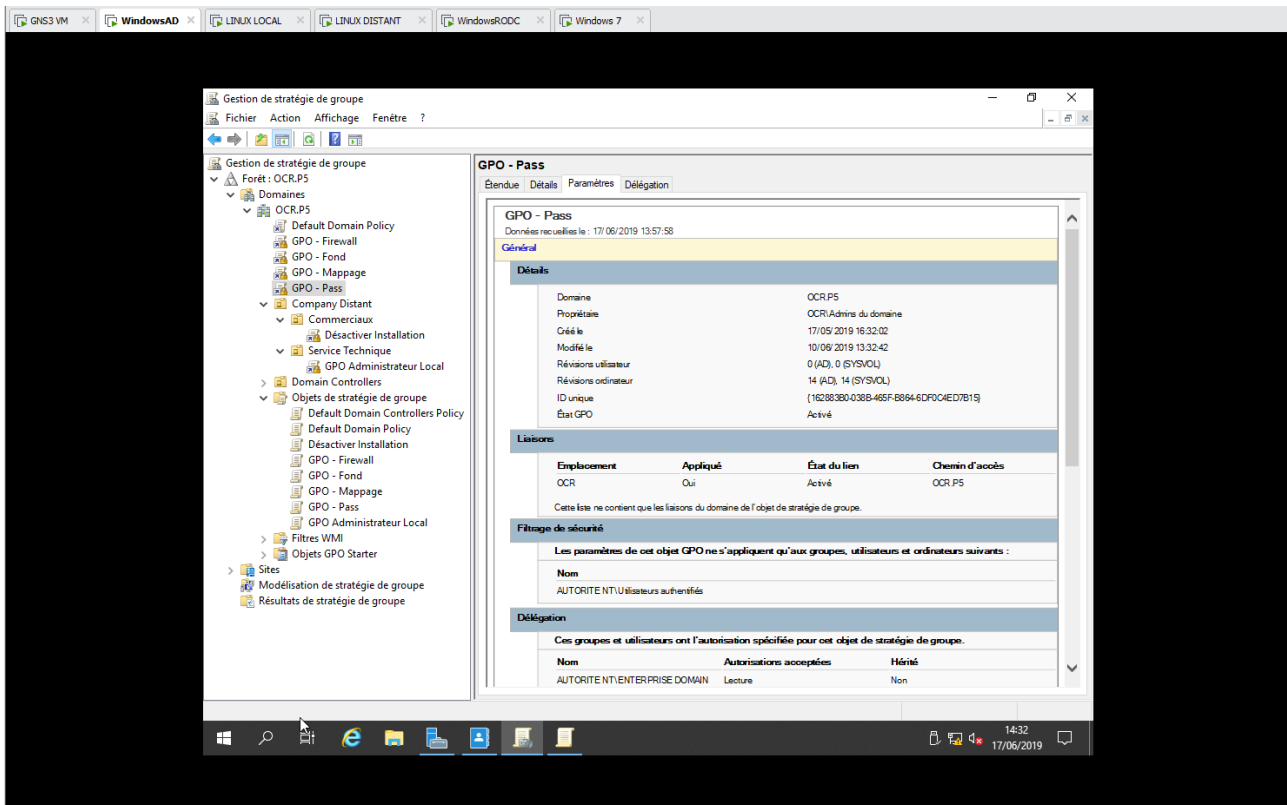 GNS3 VM WindowsAD LINUX LOCAL LINUX DISTANT WindowsRODC Windows 7
Gestion de stratégie de groupe
Fichier Action Affichage Fenêtre ?
Gestion de stratégie de groupe
Forêt : OCR.P5
Domaines
OCR.P5
Default Domain Policy
GPO - Firewall
GPO - Fond
GPO - Mappage
GPO - Pass
Company Distant
Commerciaux
Désactiver Installation
Service Technique
GPO Administrateur Local
Domain Controllers
Objets de stratégie de groupe
Default Domain Controllers Policy
Default Domain Policy
Désactiver Installation
GPO - Firewall
GPO - Fond
GPO - Mappage
GPO - Pass
GPO Administrateur Local
Filtres WMI
Objets GPO Starter
Sites
Modélisation de stratégie de groupe
Résultats de stratégie de groupe
GPO - Pass
Étendue Détails Paramètres Délégation
GPO - Pass
Données recueillies le : 17/06/2019 13:57:58
Général
Détails
Domaine OCR.P5
Propriétaire OCR\Admins du domaine
Créé le 17/05/2019 16:32:02
Modifié le 10/06/2019 13:32:42
Révisions utilisateur 0 (AD), 0 (SYSVOL)
Révisions ordinateur 14 (AD), 14 (SYSVOL)
ID unique {162883B0-038B-465F-B864-6DF0C4ED7B15}
État GPO Activé
Liaisons
Emplacement Appliqué État du lien Chemin d'accès
OCR Oui Activé OCR.P5
Cette liste ne contient que les liaisons du domaine de l'objet de stratégie de groupe.
Filtrage de sécurité
Les paramètres de cet objet GPO ne s'appliquent qu'aux groupes, utilisateurs et ordinateurs suivants :
Nom
AUTORITE NT\Utilisateurs authentifiés
Délégation
Ces groupes et utilisateurs ont l'autorisation spécifiée pour cet objet de stratégie de groupe.
Nom Autorisations acceptées Hérité
AUTORITE NT\ENTERPRISE DOMAIN Lecture Non
14:32
17/06/2019